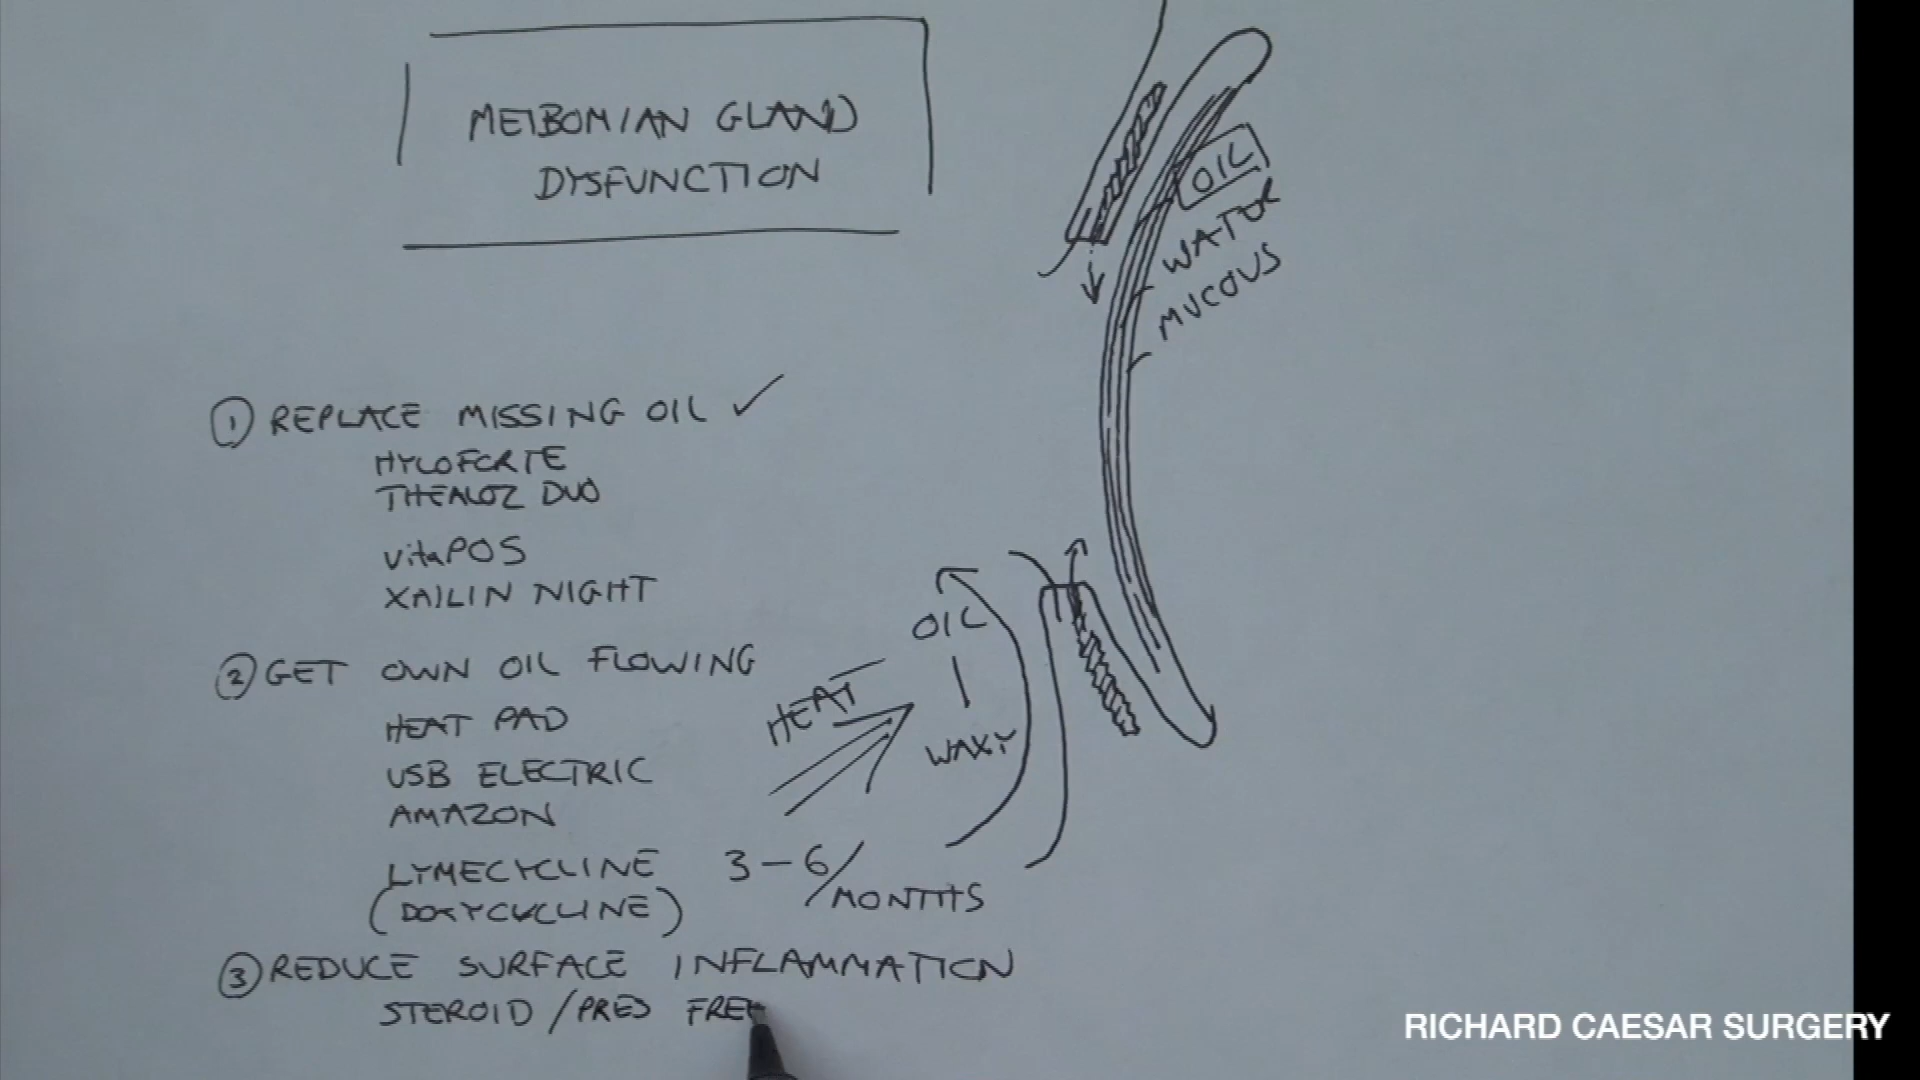 MEIBOMIAN GLAND
DYSFUNCTION
OIL
WATER
MUCOUS
1 REPLACE MISSING OIL ✓
HYLOFORTE
THEALOZ DUO
vitaPOS
XAILIN NIGHT
2 GET OWN OIL FLOWING
HEAT PAD
USB ELECTRIC
AMAZON
LYMECYCLINE 3-6/MONTHS
(DOXYCYCLINE)
HEAT
OIL
WAXY
3 REDUCE SURFACE INFLAMMATION
STEROID / PRES FREE
RICHARD CAESAR SURGERY